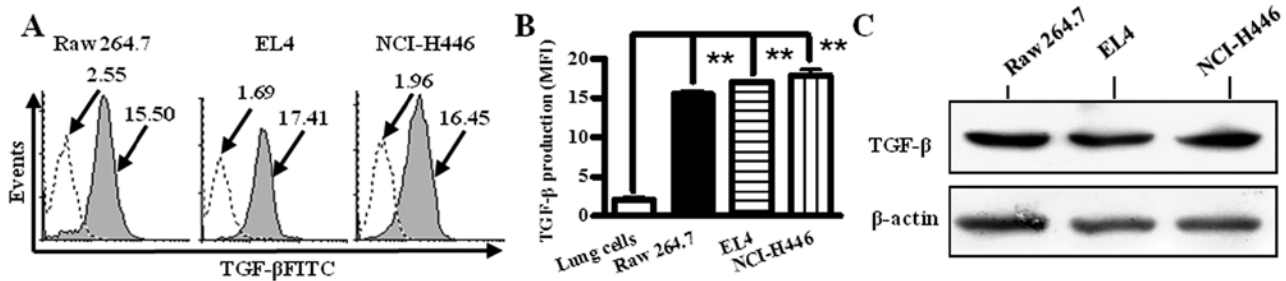 A
Raw 264.7
EL4
NCI-H446
2.55
15.50
1.69
17.41
1.96
16.45
Events
TGF-βFITC
B
TGF-β production (MFI)
20
15
10
5
0
** ** **
Lung cells
Raw 264.7
EL4
NCI-H446
C
Raw 264.7
EL4
NCI-H446
TGF-β
β-actin